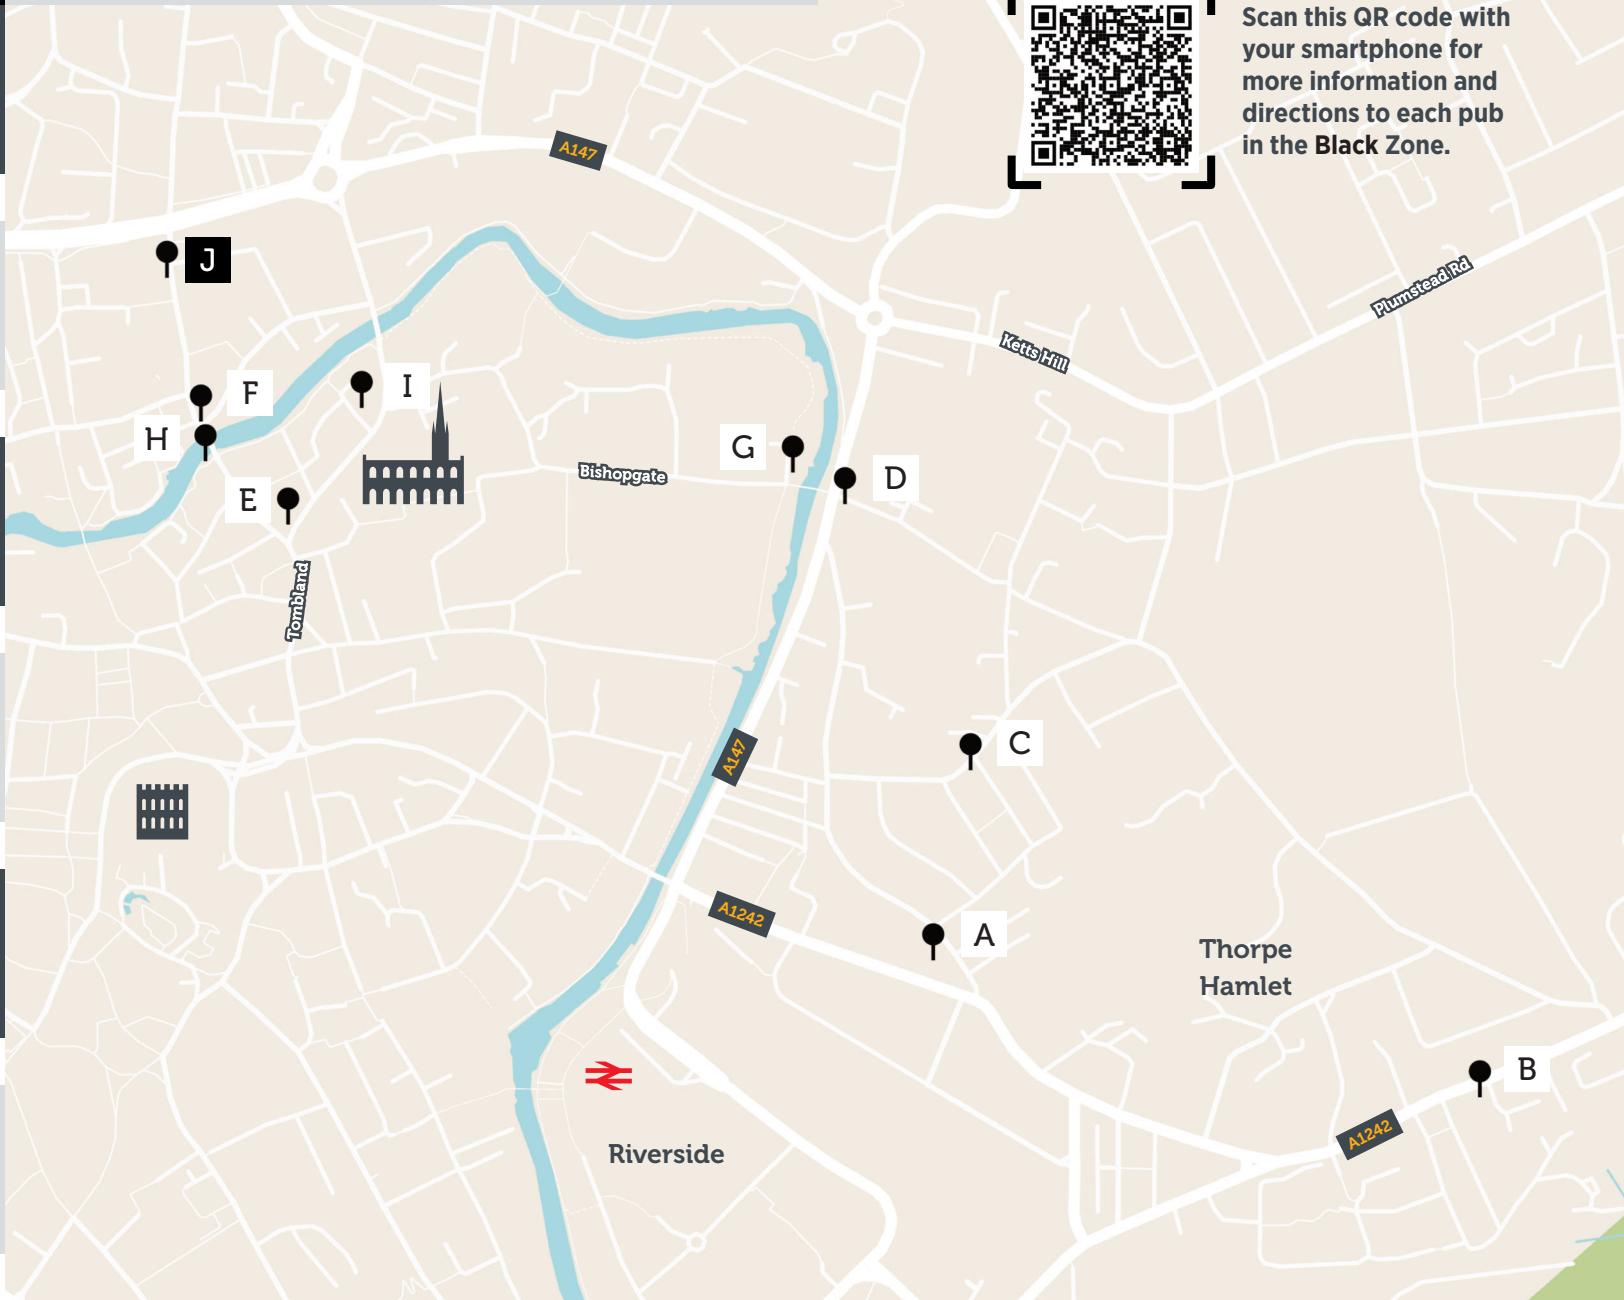 Scan this QR code with
your smartphone for
more information and
directions to each pub
in the Black Zone.
A147
J
Plumstead Rd
Ketts Hill
F
I
H
G
Bishopgate
D
E
Tombland
C
A147
A1242
A
Thorpe
Hamlet
B
A1242
Riverside